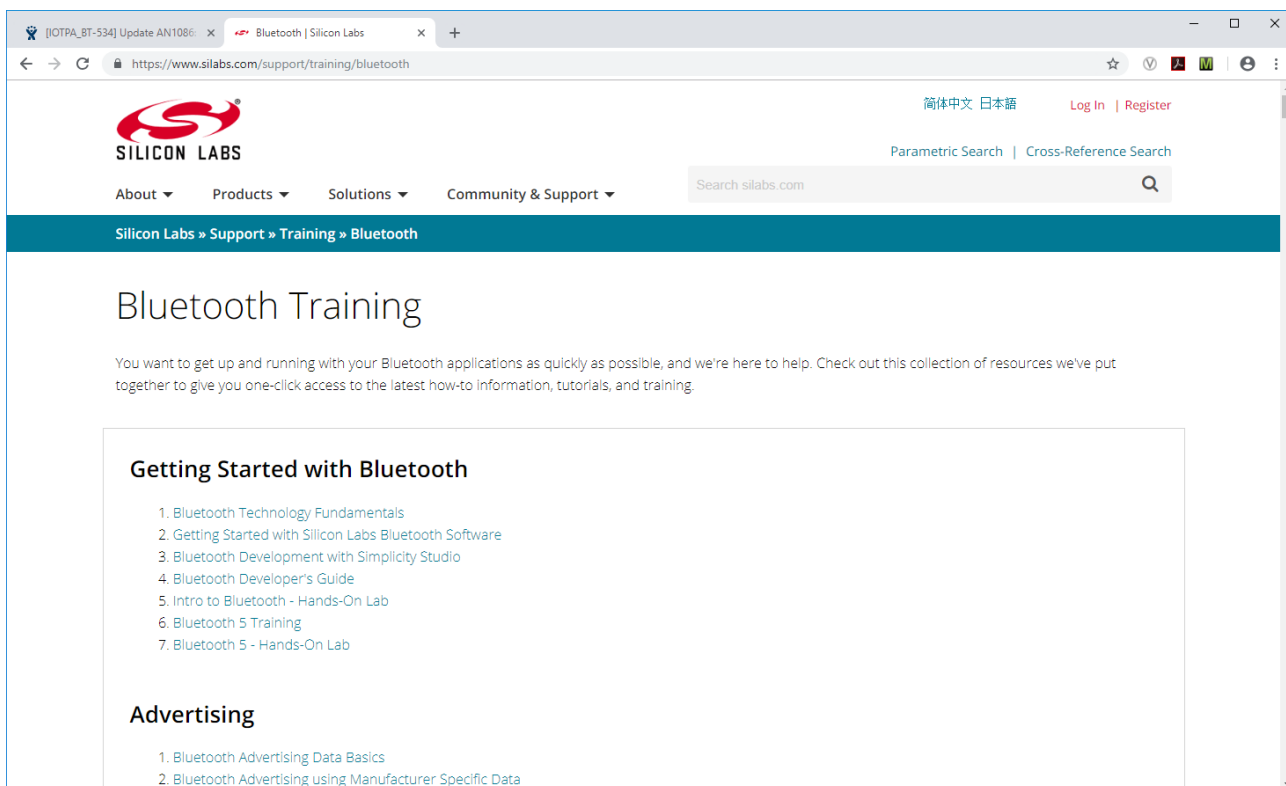 [IOTPA_BT-534] Update AN1086:
Bluetooth | Silicon Labs
https://www.silabs.com/support/training/bluetooth
简体中文 日本語
Log In | Register
SILICON LABS
Parametric Search | Cross-Reference Search
About Products Solutions Community & Support
Search silabs.com
Silicon Labs » Support » Training » Bluetooth
Bluetooth Training
You want to get up and running with your Bluetooth applications as quickly as possible, and we're here to help. Check out this collection of resources we've put
together to give you one-click access to the latest how-to information, tutorials, and training.
Getting Started with Bluetooth
1. Bluetooth Technology Fundamentals
2. Getting Started with Silicon Labs Bluetooth Software
3. Bluetooth Development with Simplicity Studio
4. Bluetooth Developer's Guide
5. Intro to Bluetooth - Hands-On Lab
6. Bluetooth 5 Training
7. Bluetooth 5 - Hands-On Lab
Advertising
1. Bluetooth Advertising Data Basics
2. Bluetooth Advertising using Manufacturer Specific Data